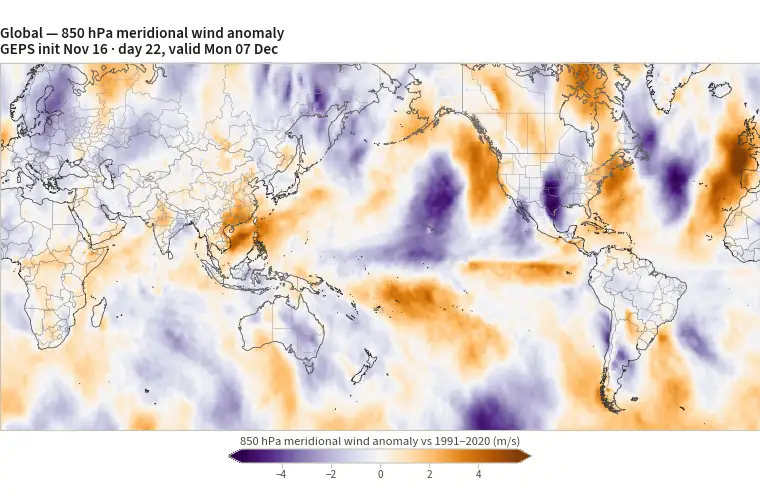 Global — 850 hPa meridional wind anomaly
GEPS init Nov 16 · day 22, valid Mon 07 Dec
850 hPa meridional wind anomaly vs 1991–2020 (m/s)
−4 −2 0 2 4